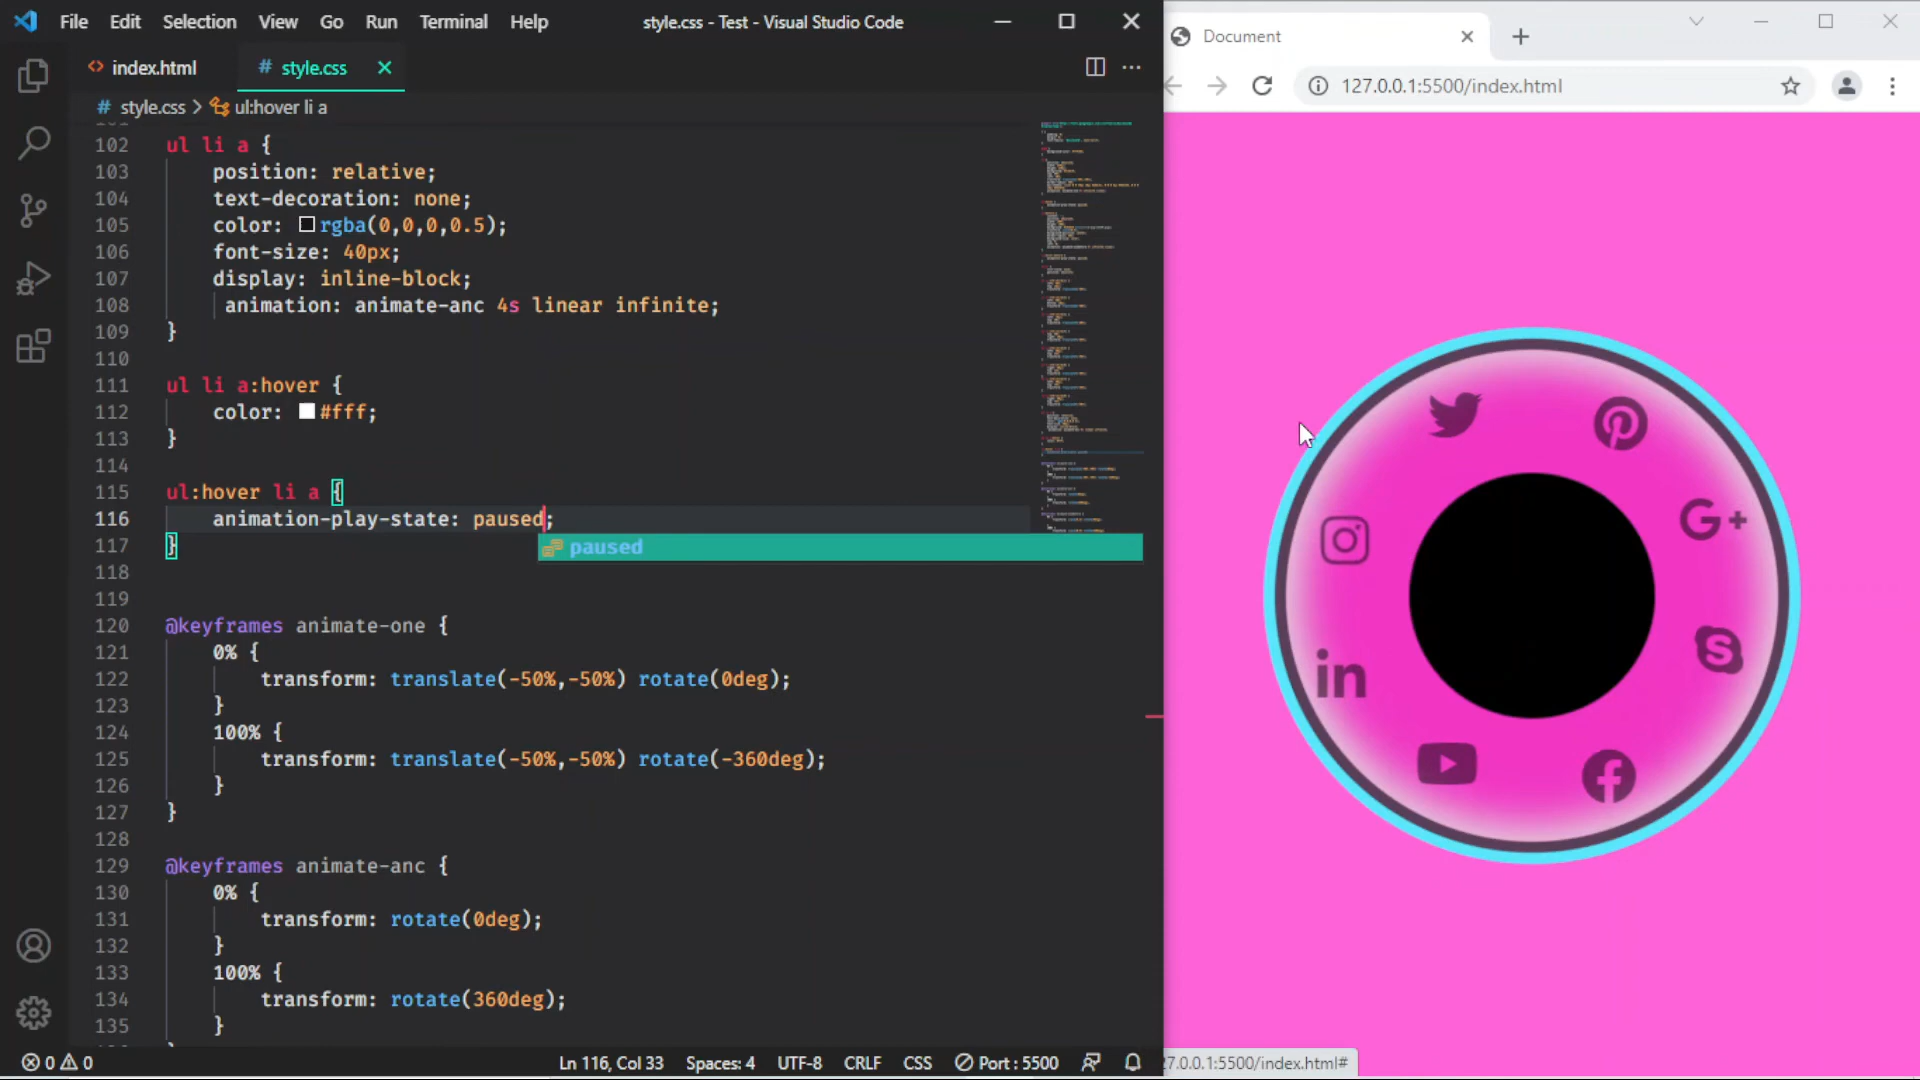 File Edit Selection View Go Run Terminal Help style.css - Test - Visual Studio Code
index.html # style.css
# style.css > ul:hover li a
102 ul li a {
103 position: relative;
104 text-decoration: none;
105 color: rgba(0,0,0,0.5);
106 font-size: 40px;
107 display: inline-block;
108 animation: animate-anc 4s linear infinite;
109 }
110
111 ul li a:hover {
112 color: #fff;
113 }
114
115 ul:hover li a {
116 animation-play-state: paused;
117 }
paused
118
119
120 @keyframes animate-one {
121 0% {
122 transform: translate(-50%,-50%) rotate(0deg);
123 }
124 100% {
125 transform: translate(-50%,-50%) rotate(-360deg);
126 }
127 }
128
129 @keyframes animate-anc {
130 0% {
131 transform: rotate(0deg);
132 }
133 100% {
134 transform: rotate(360deg);
135 }
0 0 Ln 116, Col 33 Spaces: 4 UTF-8 CRLF CSS Port : 5500
Document
127.0.0.1:5500/index.html
G+
S
in
27.0.0.1:5500/index.html#